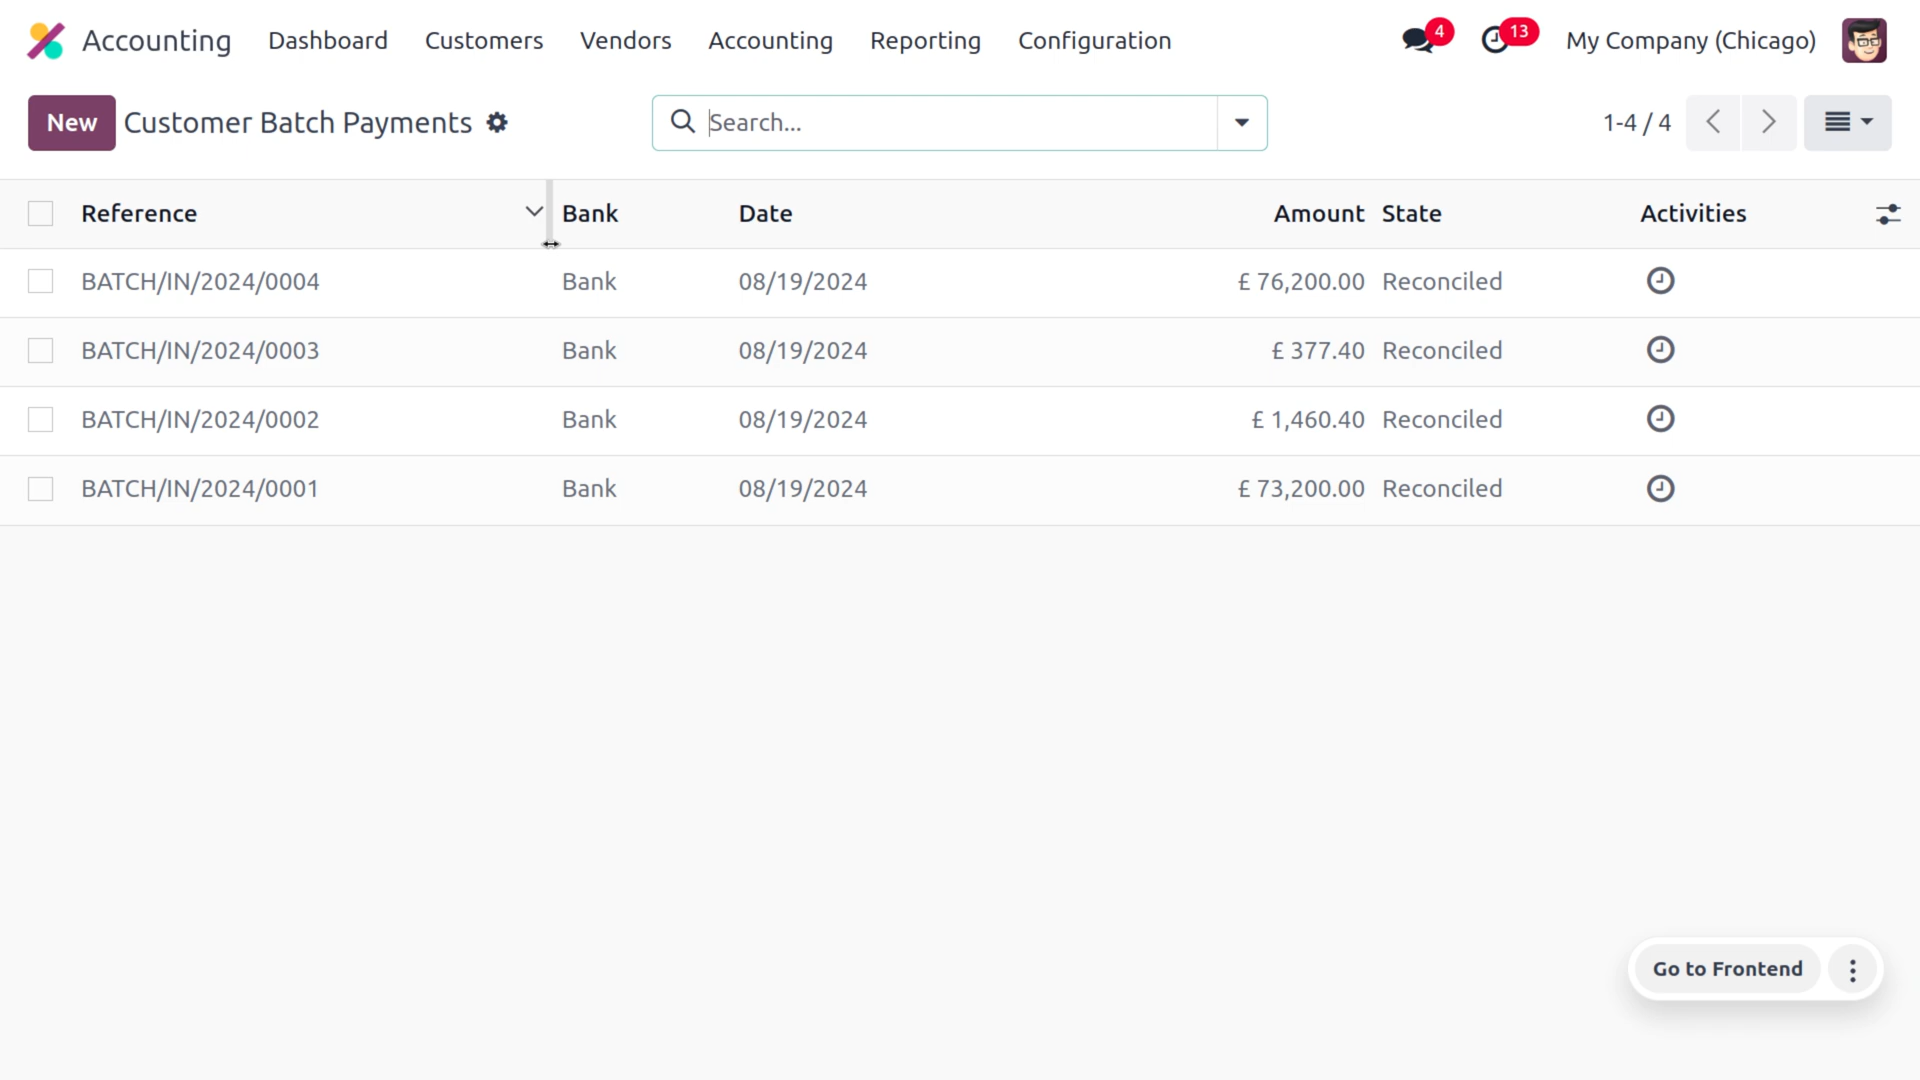 Accounting Dashboard Customers Vendors Accounting Reporting Configuration 4 13 My Company (Chicago)
New Customer Batch Payments Search... 1-4 / 4
Reference Bank Date Amount State Activities
BATCH/IN/2024/0004 Bank 08/19/2024 £ 76,200.00 Reconciled
BATCH/IN/2024/0003 Bank 08/19/2024 £ 377.40 Reconciled
BATCH/IN/2024/0002 Bank 08/19/2024 £ 1,460.40 Reconciled
BATCH/IN/2024/0001 Bank 08/19/2024 £ 73,200.00 Reconciled
Go to Frontend